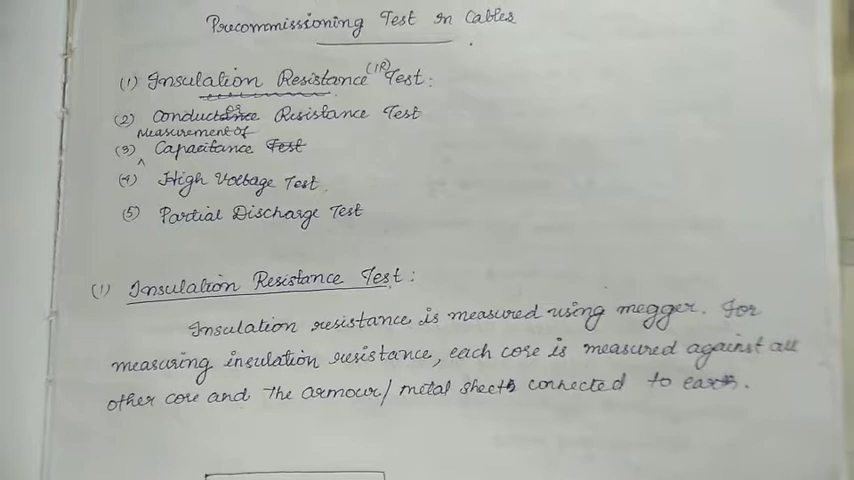 Precommissioning Test in Cables
(1) Insulation Resistance (IR) Test:
(2) Conductor Resistance Test
(3) Measurement of Capacitance Test
(4) High Voltage Test
(5) Partial Discharge Test
(1) Insulation Resistance Test:
Insulation resistance is measured using megger. For
measuring insulation resistance, each core is measured against all
other core and the armour/ metal sheeth connected to earth.